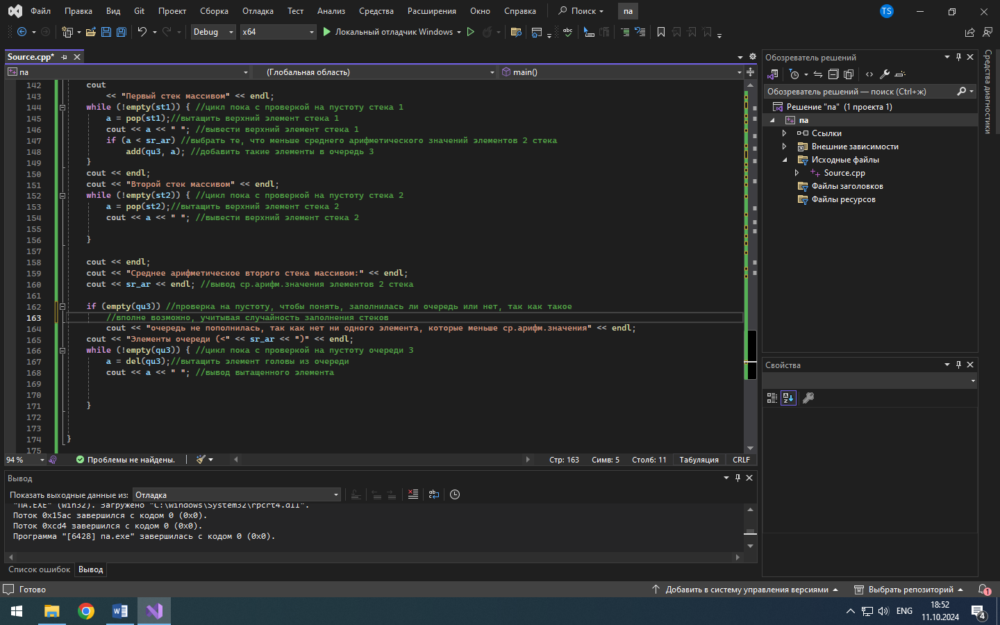 Файл Правка Вид Git Проект Сборка Отладка Тест Анализ Средства Расширения Окно Справка Поиск na TS
Debug x64 Локальный отладчик Windows
Source.cpp*
na (Глобальная область) main()
142 cout
143 << "Первый стек массивом" << endl;
144 while (!empty(st1)) { //цикл пока с проверкой на пустоту стека 1
145 a = pop(st1);//вытащить верхний элемент стека 1
146 cout << a << " "; //вывести верхний элемент стека 1
147 if (a < sr_ar) //выбрать те, что меньше среднего арифметического значений элементов 2 стека
148 add(qu3, a); //добавить такие элементы в очередь 3
149 }
150 cout << endl;
151 cout << "Второй стек массивом" << endl;
152 while (!empty(st2)) { //цикл пока с проверкой на пустоту стека 2
153 a = pop(st2);//вытащить верхний элемент стека 2
154 cout << a << " "; //вывести верхний элемент стека 2
155
156 }
157
158 cout << endl;
159 cout << "Среднее арифметическое второго стека массивом:" << endl;
160 cout << sr_ar << endl; //вывод ср.арифм.значения элементов 2 стека
161
162 if (empty(qu3)) //проверка на пустоту, чтобы понять, заполнилась ли очередь или нет, так как такое
163 //вполне возможно, учитывая случайность заполнения стеков
164 cout << "очередь не пополнилась, так как нет ни одного элемента, которые меньше ср.арифм.значения" << endl;
165 cout << "Элементы очереди (<" << sr_ar << ")" << endl;
166 while (!empty(qu3)) { //цикл пока с проверкой на пустоту очереди 3
167 a = del(qu3);//вытащить элемент головы из очереди
168 cout << a << " "; //вывод вытащенного элемента
169
170
171 }
172
173
174 }
175
94 % Проблемы не найдены. Стр: 163 Симв: 5 Столб: 11 Табуляция CRLF
Вывод
Показать выходные данные из: Отладка
"ПА.EXE" (Win32). Загружено "C:\Windows\System32\rpcrt4.dll".
Поток 0x15ac завершился с кодом 0 (0x0).
Поток 0xcd4 завершился с кодом 0 (0x0).
Программа "[6428] па.exe" завершилась с кодом 0 (0x0).
Список ошибок Вывод
Обозреватель решений
Обозреватель решений — поиск (Ctrl+ж)
Решение "па" (1 проекта 1)
па
Ссылки
Внешние зависимости
Исходные файлы
Source.cpp
Файлы заголовков
Файлы ресурсов
Свойства
Средства диагностики
Готово Добавить в систему управления версиями Выбрать репозиторий 1
ENG 18:52 4
11.10.2024